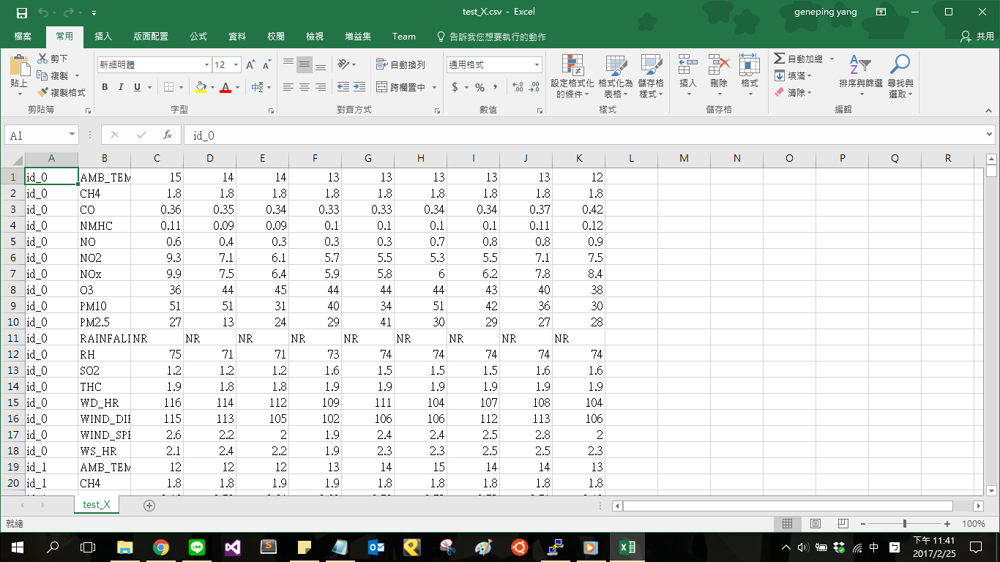 test_X.csv - Excel
geneping yang
檔案 常用 插入 版面配置 公式 資料 校閱 檢視 增益集 Team 告訴我您想要執行的動作 共用
貼上 剪下 複製 複製格式 剪貼簿
新細明體 12 B I U A A A 中 字型
自動換列 跨欄置中 對齊方式
通用格式 $ % , .00 .0 數值
設定格式化的條件 格式化為表格 儲存格樣式 樣式
插入 刪除 格式 儲存格
自動加總 填滿 清除 排序與篩選 尋找與選取 編輯
A1 fx id_0
A B C D E F G H I J K L M N O P Q R
1 id_0 AMB_TEM 15 14 14 13 13 13 13 13 12
2 id_0 CH4 1.8 1.8 1.8 1.8 1.8 1.8 1.8 1.8 1.8
3 id_0 CO 0.36 0.35 0.34 0.33 0.33 0.34 0.34 0.37 0.42
4 id_0 NMHC 0.11 0.09 0.09 0.1 0.1 0.1 0.1 0.11 0.12
5 id_0 NO 0.6 0.4 0.3 0.3 0.3 0.7 0.8 0.8 0.9
6 id_0 NO2 9.3 7.1 6.1 5.7 5.5 5.3 5.5 7.1 7.5
7 id_0 NOx 9.9 7.5 6.4 5.9 5.8 6 6.2 7.8 8.4
8 id_0 O3 36 44 45 44 44 44 43 40 38
9 id_0 PM10 51 51 31 40 34 51 42 36 30
10 id_0 PM2.5 27 13 24 29 41 30 29 27 28
11 id_0 RAINFALL NR NR NR NR NR NR NR NR NR
12 id_0 RH 75 71 71 73 74 74 74 74 74
13 id_0 SO2 1.2 1.2 1.2 1.6 1.5 1.5 1.5 1.6 1.6
14 id_0 THC 1.9 1.8 1.8 1.9 1.9 1.9 1.9 1.9 1.9
15 id_0 WD_HR 116 114 112 109 111 104 107 108 104
16 id_0 WIND_DIR 115 113 105 102 106 106 112 113 106
17 id_0 WIND_SPE 2.6 2.2 2 1.9 2.4 2.4 2.5 2.8 2
18 id_0 WS_HR 2.1 2.4 2.2 1.9 2.3 2.3 2.5 2.5 2.3
19 id_1 AMB_TEM 12 12 12 13 14 15 14 14 13
20 id_1 CH4 1.8 1.8 1.9 1.9 1.8 1.8 1.8 1.8 1.8
test_X
就緒 100%
中 下午 11:41
2017/2/25